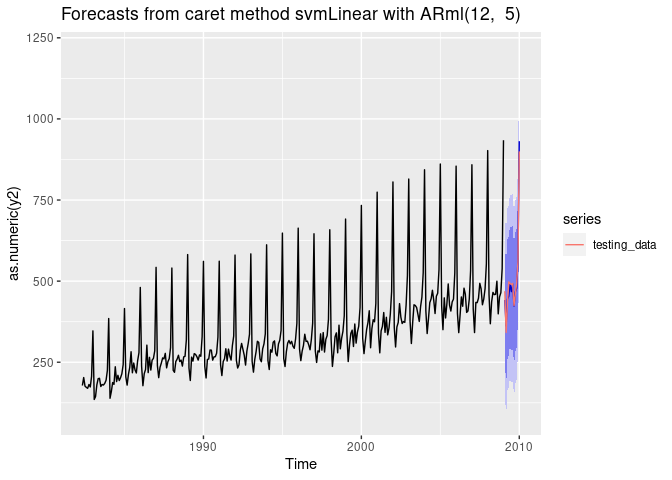 Forecasts from caret method svmLinear with ARml(12,  5)
1250
1000
750
500
250
as.numeric(y2)
1990
2000
2010
Time
series
testing_data